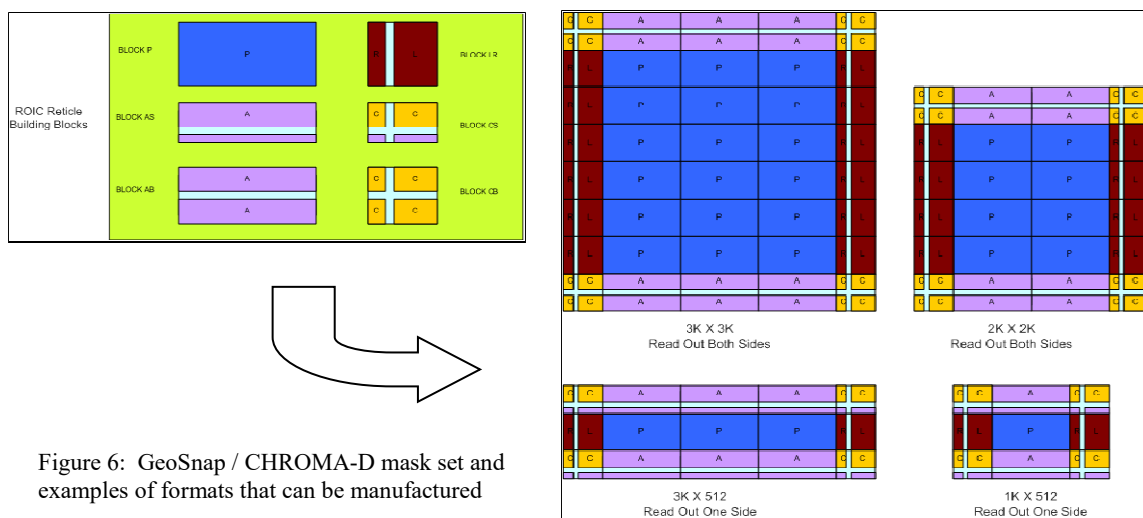 BLOCK P
P
R L
BLOCK LR
ROIC Reticle
Building Blocks
BLOCK AS
A
C C
BLOCK CS
BLOCK AB
A
C C
BLOCK CB
A
C C
C C A A A C C
C C A A A C C
R L P P P R L
R L P P P R L
R L P P P R L
R L P P P R L
R L P P P R L
R L P P P R L
C C A A A C C
C C A A A C C
3K X 3K
Read Out Both Sides
C C A A C C
C C A A C C
R L P P R L
R L P P R L
R L P P R L
R L P P R L
C C A A C C
C C A A C C
2K X 2K
Read Out Both Sides
C C A A A C C
R L P P P R L
C C A A A C C
3K X 512
Read Out One Side
C C A C C
R L P R L
C C A C C
1K X 512
Read Out One Side
Figure 6: GeoSnap / CHROMA-D mask set and
examples of formats that can be manufactured